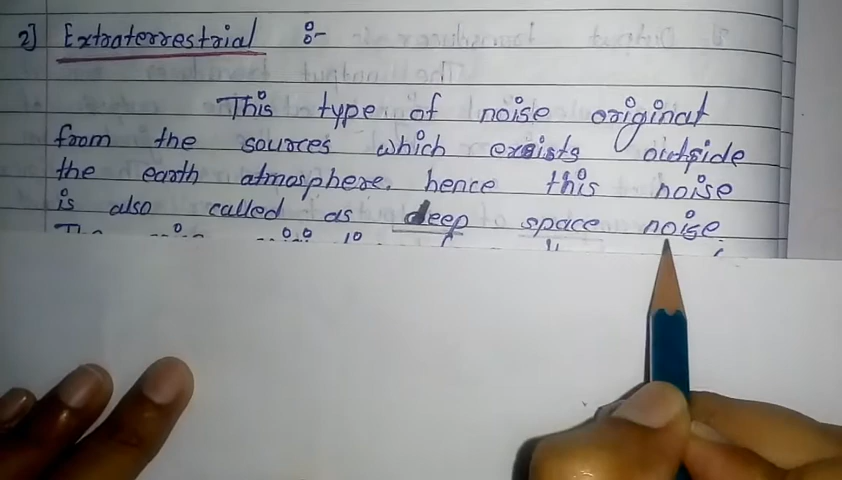 2] Extraterrestrial :-
This type of noise originat
from the sources which exsists outside
the earth atmosphere. hence this noise
is also called as deep space noise.